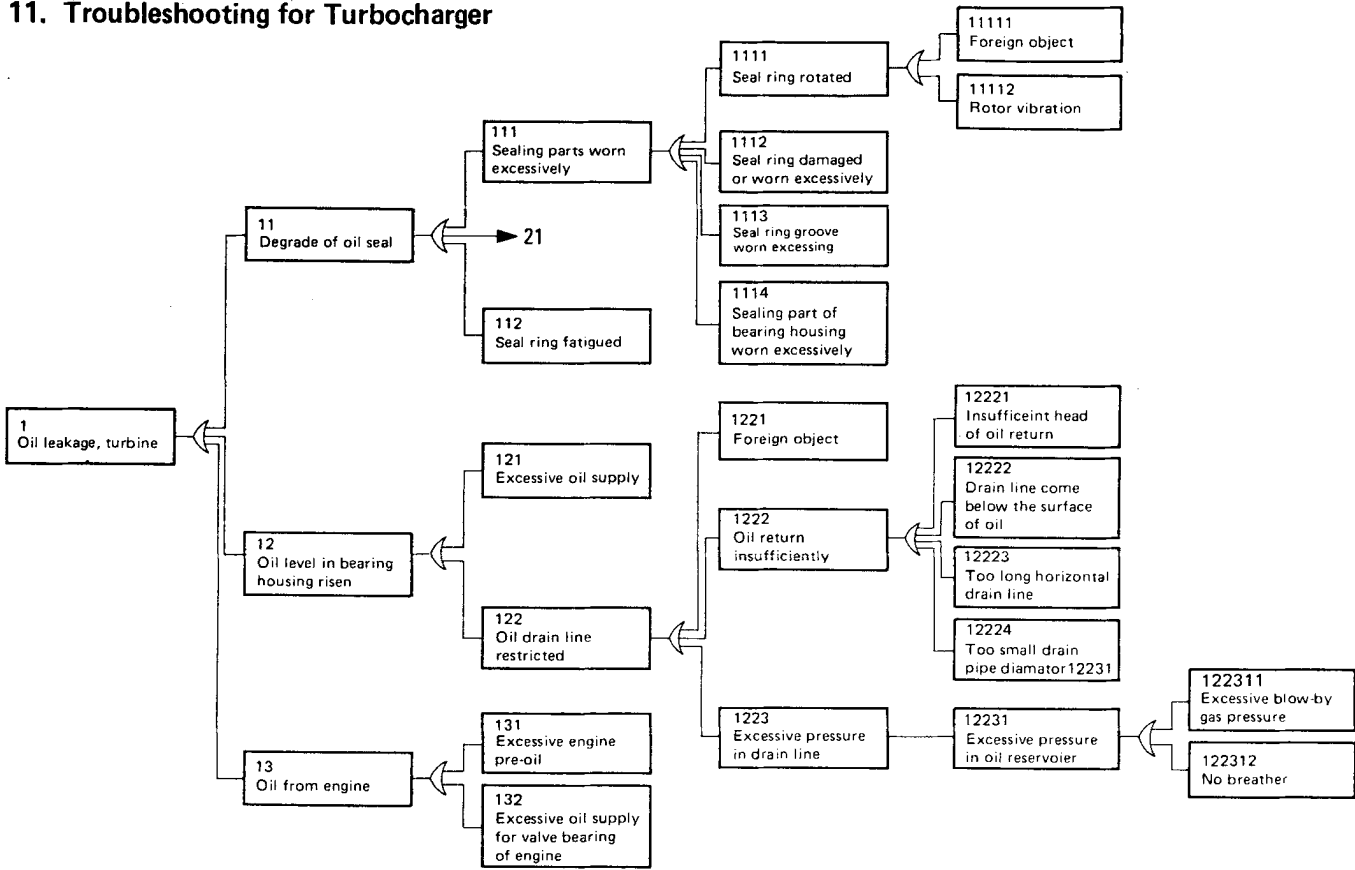 11. Troubleshooting for Turbocharger
1
Oil leakage, turbine
11
Degrade of oil seal
12
Oil level in bearing
housing risen
13
Oil from engine
111
Sealing parts worn
excessively
21
112
Seal ring fatigued
121
Excessive oil supply
122
Oil drain line
restricted
131
Excessive engine
pre-oil
132
Excessive oil supply
for valve bearing
of engine
1111
Seal ring rotated
1112
Seal ring damaged
or worn excessively
1113
Seal ring groove
worn excessing
1114
Sealing part of
bearing housing
worn excessively
1221
Foreign object
1222
Oil return
insufficiently
1223
Excessive pressure
in drain line
11111
Foreign object
11112
Rotor vibration
12221
Insufficeint head
of oil return
12222
Drain line come
below the surface
of oil
12223
Too long horizontal
drain line
12224
Too small drain
pipe diamator 12231
12231
Excessive pressure
in oil reservoier
122311
Excessive blow-by
gas pressure
122312
No breather